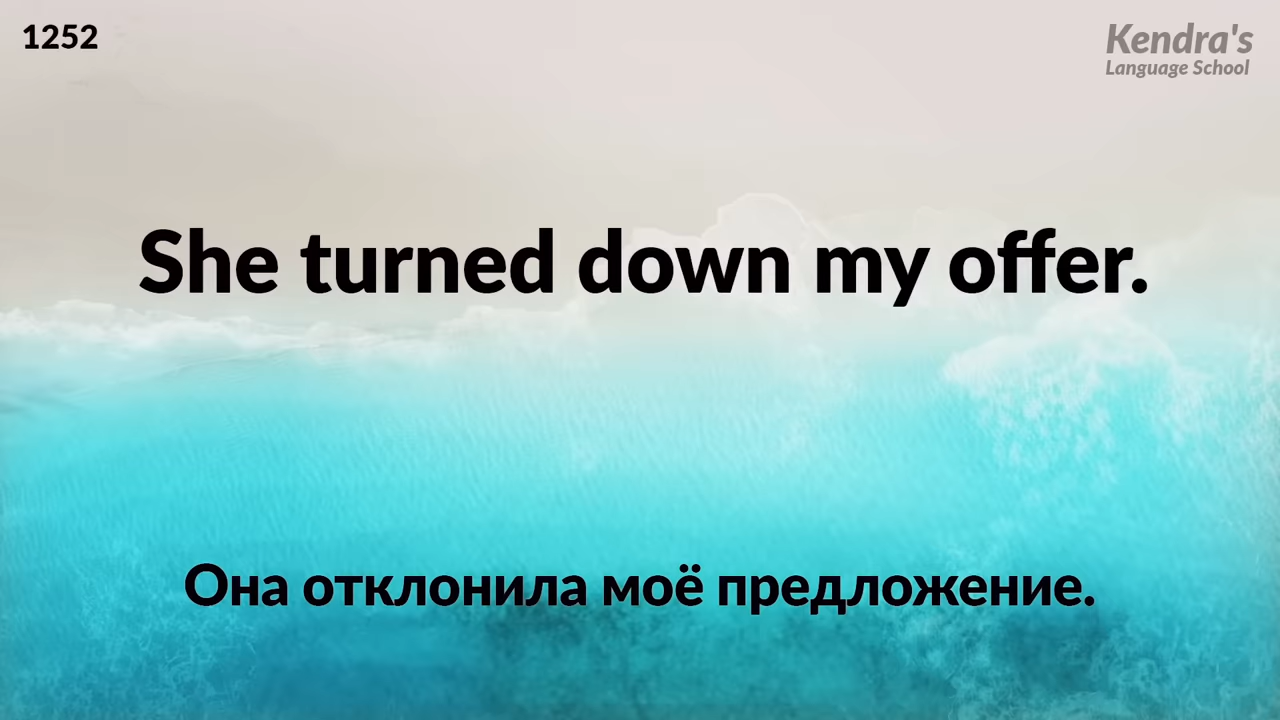 1252
Kendra's
Language School
She turned down my offer.
Она отклонила моё предложение.